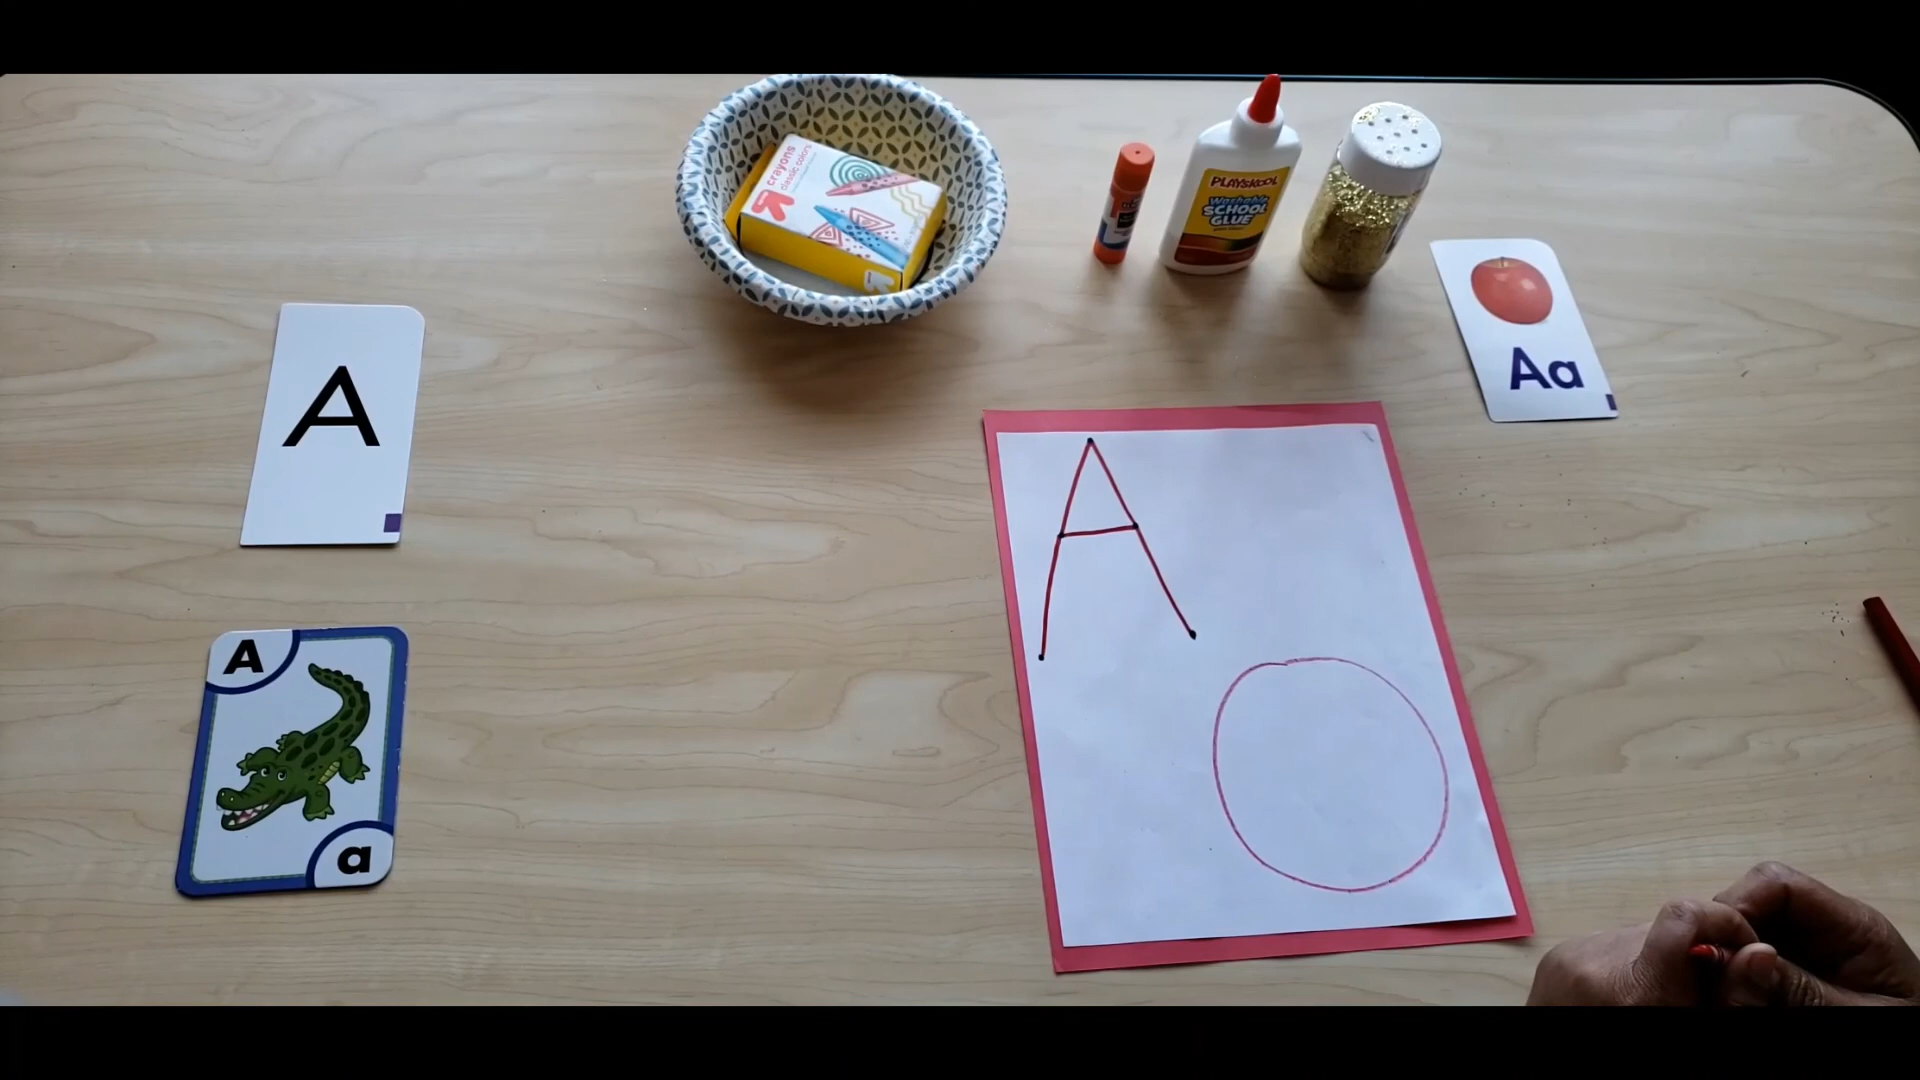 crayons
classic colors
PLAYSKOOL
Washable
SCHOOL
GLUE
Aa
A
A
A
a